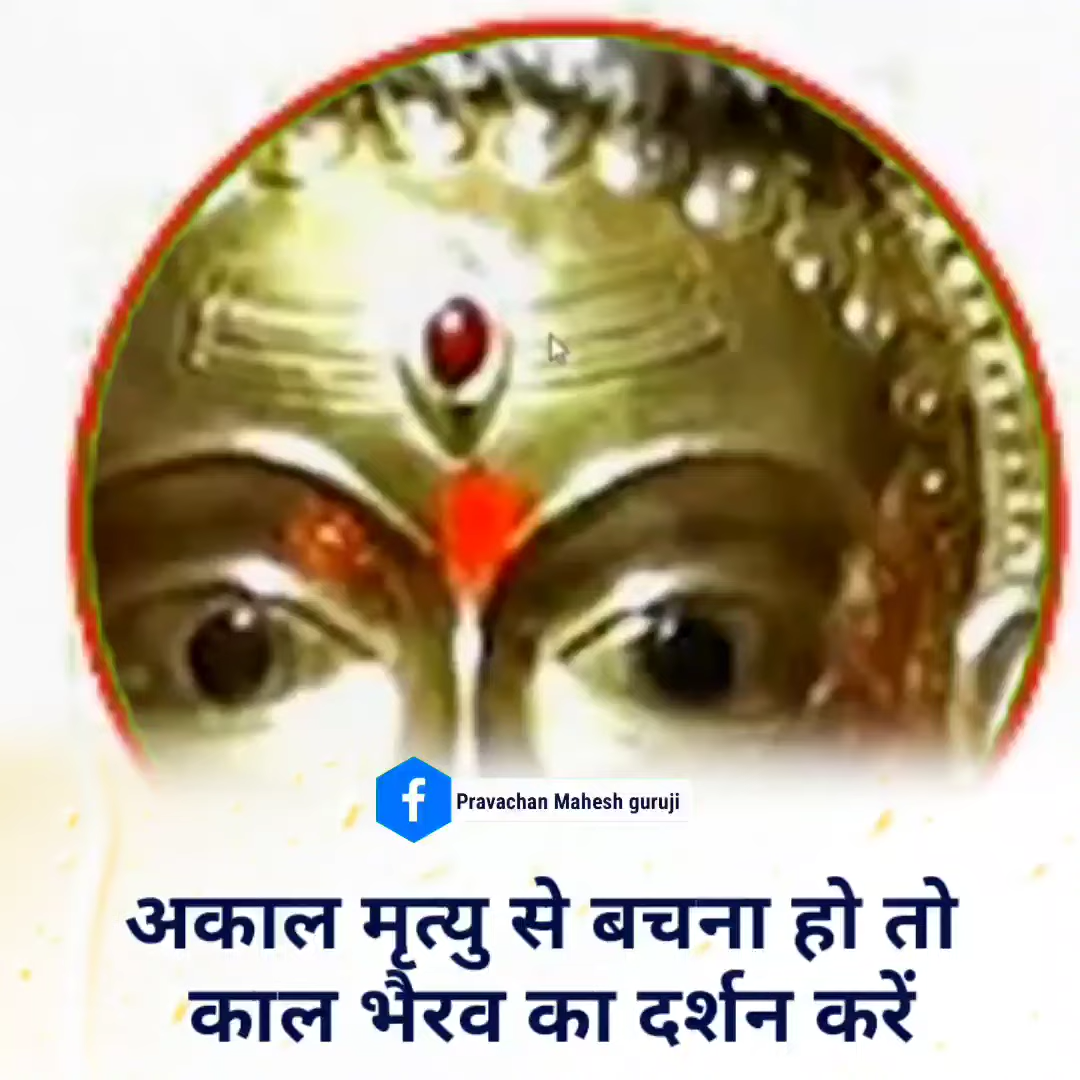 Pravachan Mahesh guruji
अकाल मृत्यु से बचना हो तो
काल भैरव का दर्शन करें